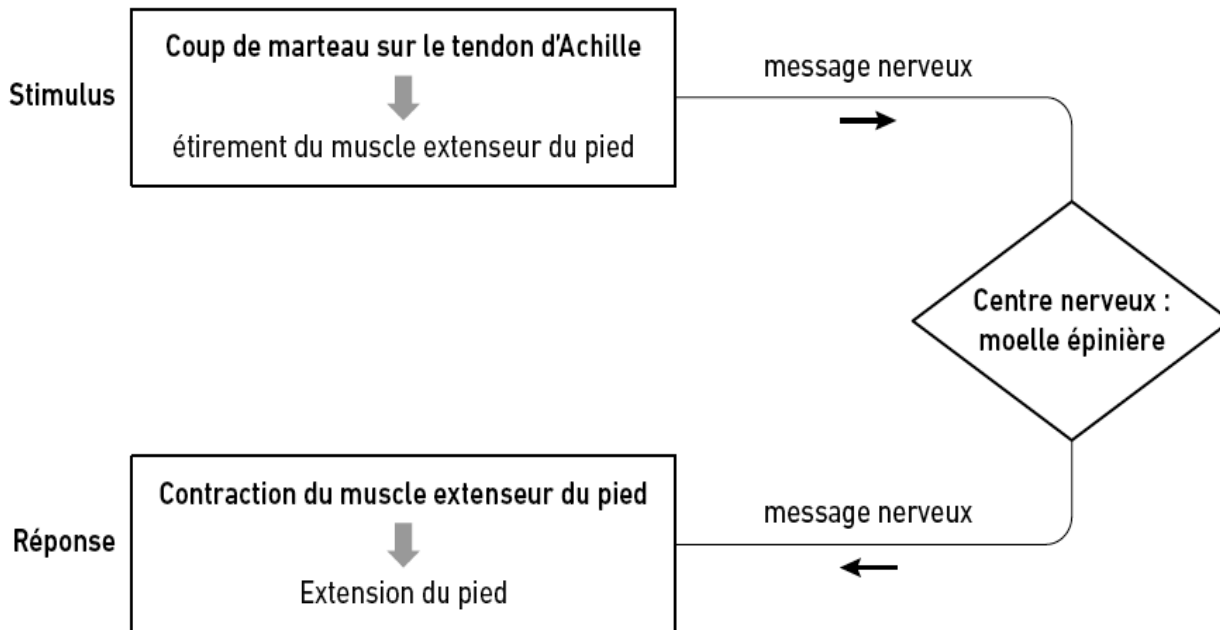 Stimulus
Coup de marteau sur le tendon d'Achille
étirement du muscle extenseur du pied
message nerveux
Centre nerveux :
moelle épinière
message nerveux
Réponse
Contraction du muscle extenseur du pied
Extension du pied